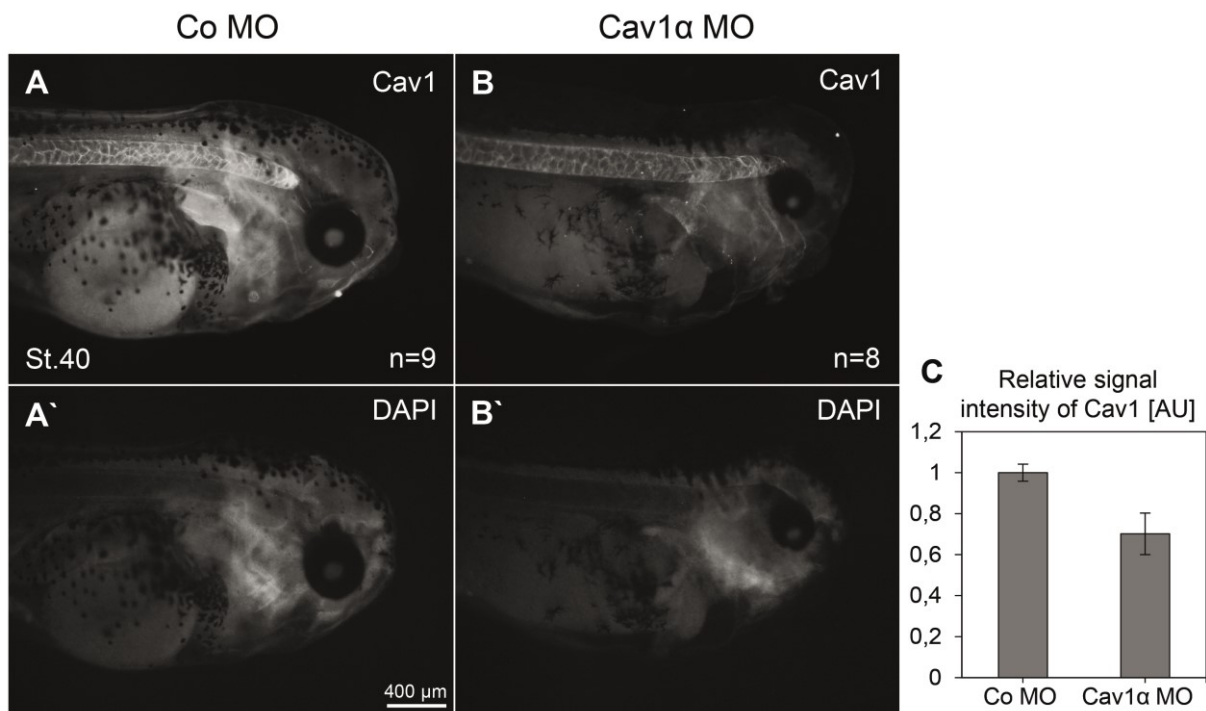 Co MO
Cav1α MO
A
Cav1
B
Cav1
St.40
n=9
n=8
A`
DAPI
B`
DAPI
400 µm
C
Relative signal
intensity of Cav1 [AU]
1,2
1
0,8
0,6
0,4
0,2
0
Co MO
Cav1α MO